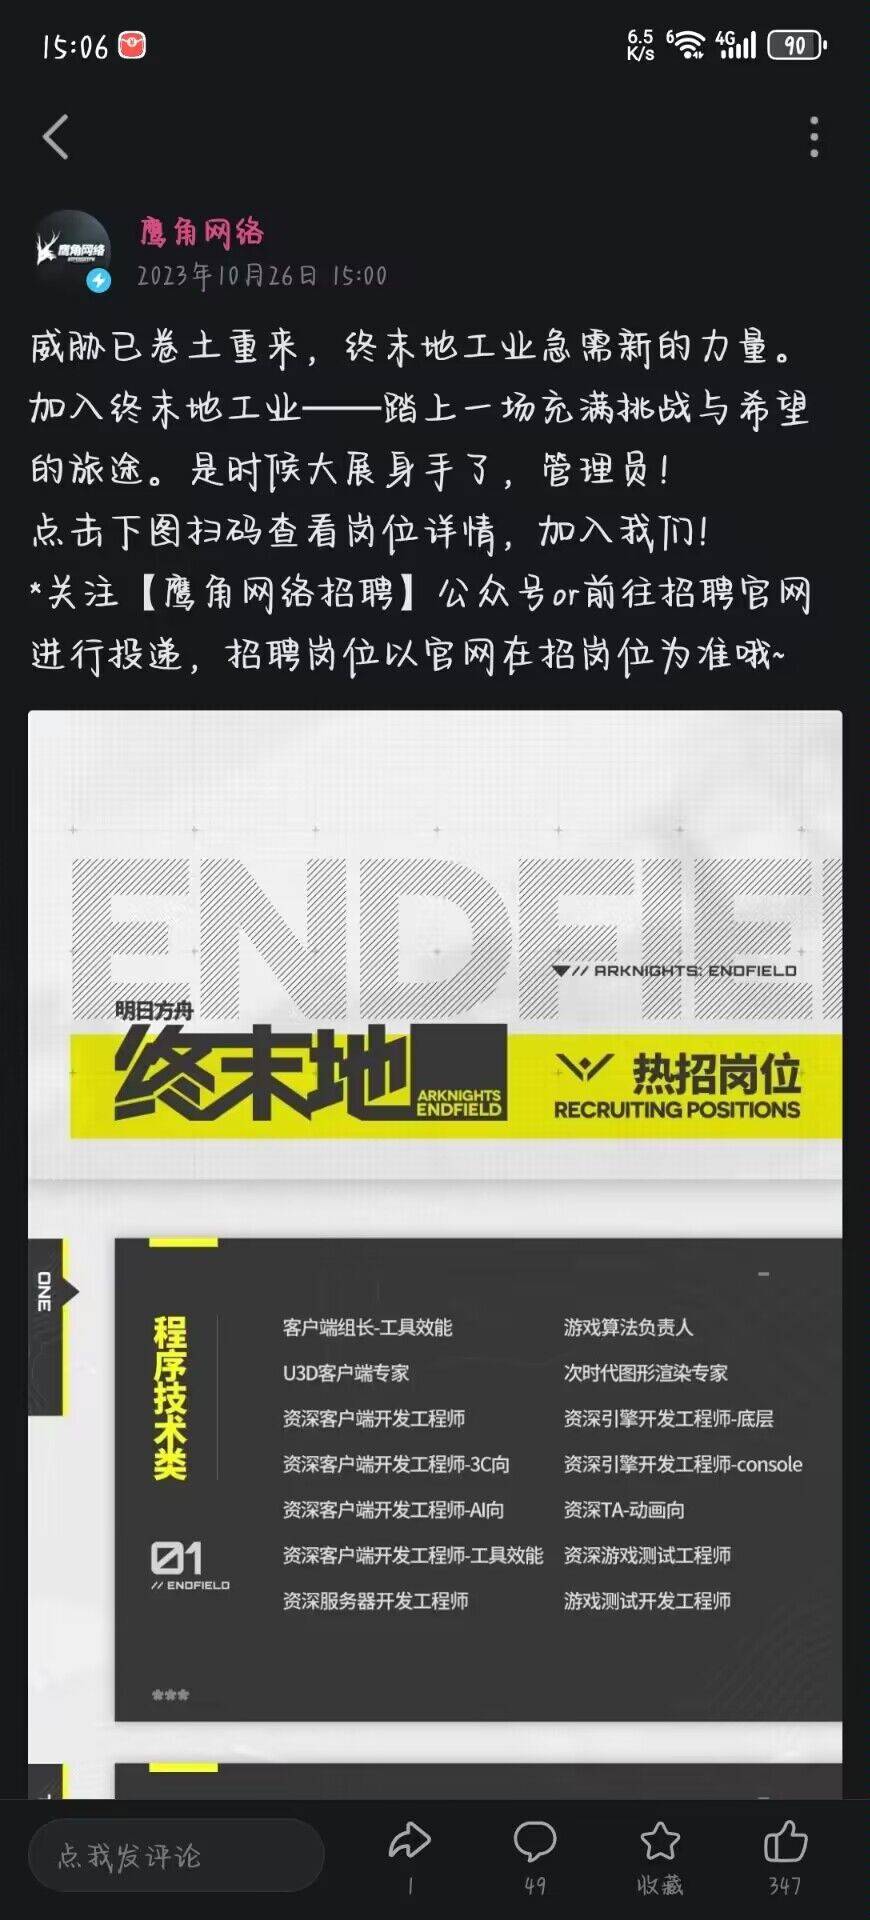 15:06
6.5 K/s
6
4G
90
鹰角网络
鹰角网络
2023年10月26日 15:00
威胁已卷土重来，终末地工业急需新的力量。
加入终末地工业——踏上一场充满挑战与希望
的旅途。是时候大展身手了，管理员！
点击下图扫码查看岗位详情，加入我们！
*关注【鹰角网络招聘】公众号or前往招聘官网
进行投递，招聘岗位以官网在招岗位为准哦~
ENDFIE
// ARKNIGHTS: ENDFIELD
明日方舟
终末地
ARKNIGHTS
ENDFIELD
热招岗位
RECRUITING POSITIONS
ONE
程序技术类
01
// ENDFIELD
客户端组长-工具效能
游戏算法负责人
U3D客户端专家
次时代图形渲染专家
资深客户端开发工程师
资深引擎开发工程师-底层
资深客户端开发工程师-3C向
资深引擎开发工程师-console
资深客户端开发工程师-AI向
资深TA-动画向
资深客户端开发工程师-工具效能
资深游戏测试工程师
资深服务器开发工程师
游戏测试开发工程师
***
点我发评论
1
49
收藏
347